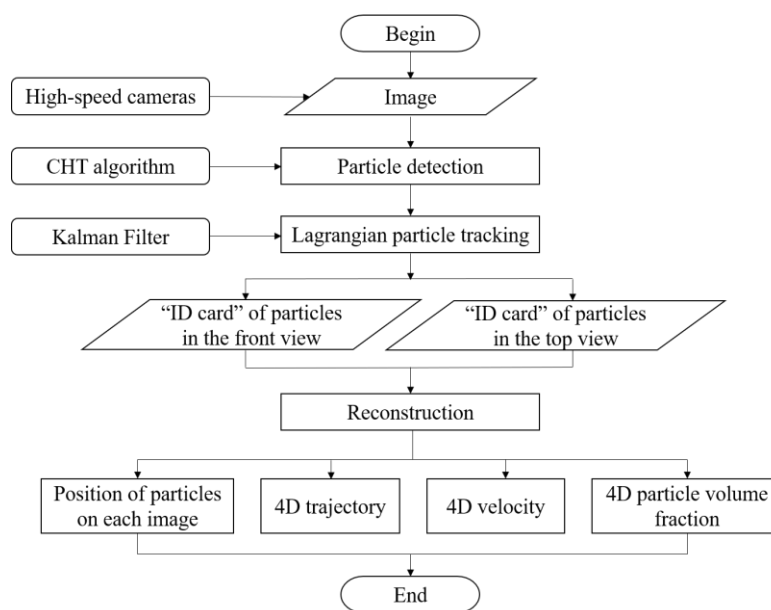 Begin
High-speed cameras
Image
CHT algorithm
Particle detection
Kalman Filter
Lagrangian particle tracking
“ID card” of particles
in the front view
“ID card” of particles
in the top view
Reconstruction
Position of particles
on each image
4D trajectory
4D velocity
4D particle volume
fraction
End